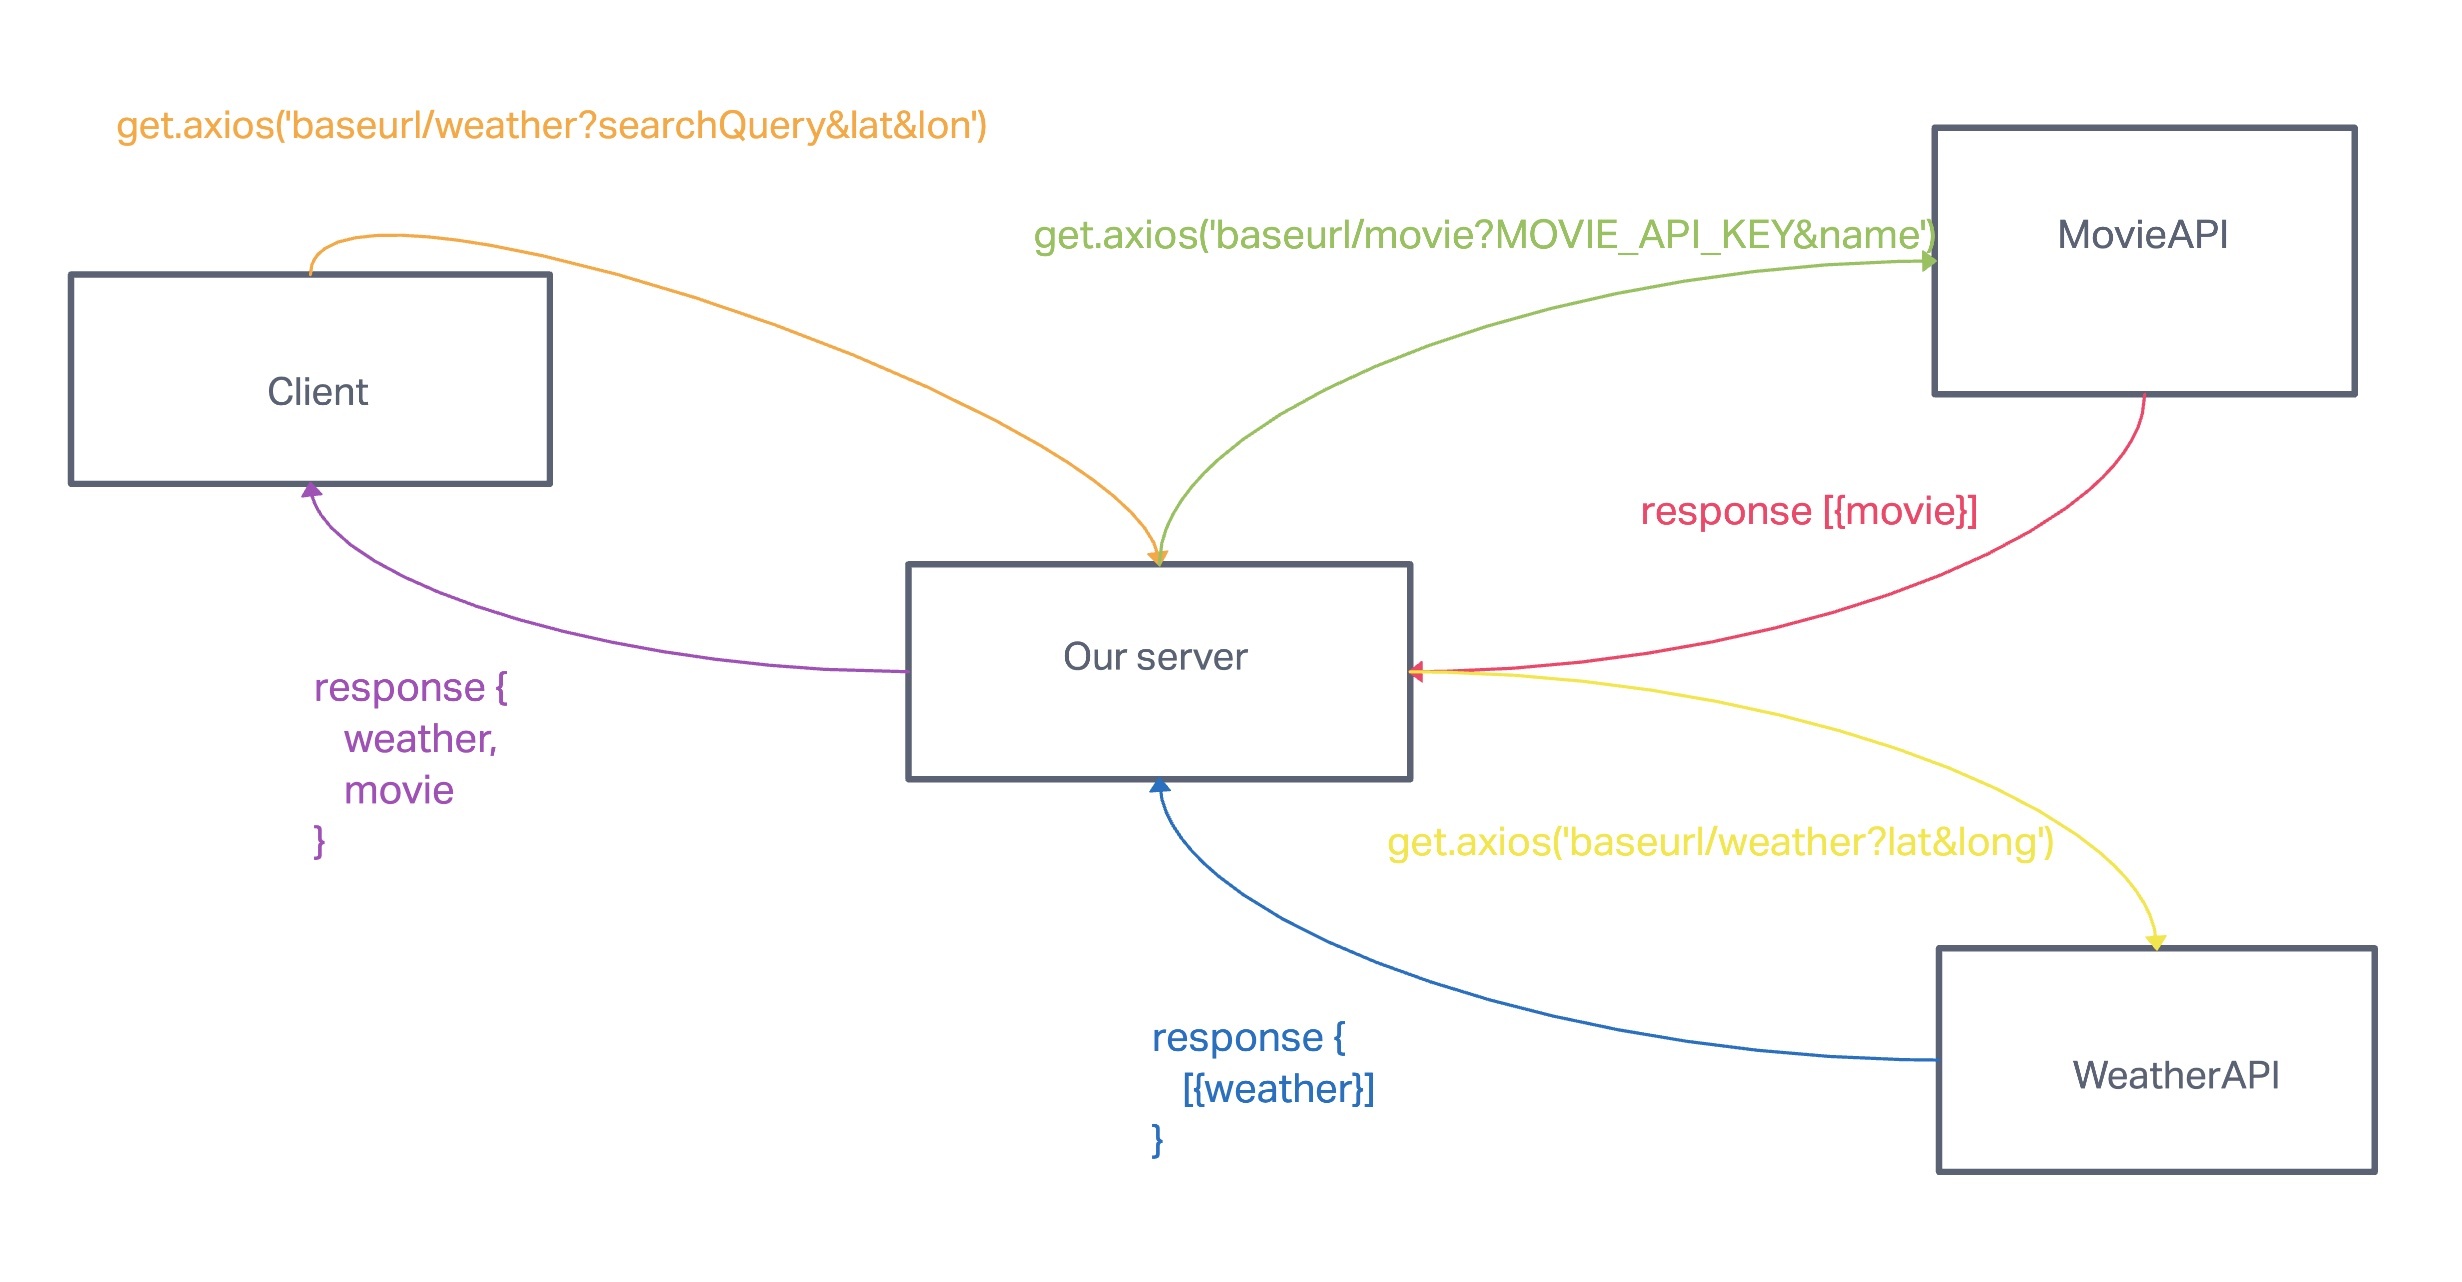 get.axios('baseurl/weather?searchQuery&lat&lon')
get.axios('baseurl/movie?MOVIE_API_KEY&name')
MovieAPI
Client
response [{movie}]
Our server
response {
weather,
movie
}
get.axios('baseurl/weather?lat&long')
response {
[{weather}]
}
WeatherAPI